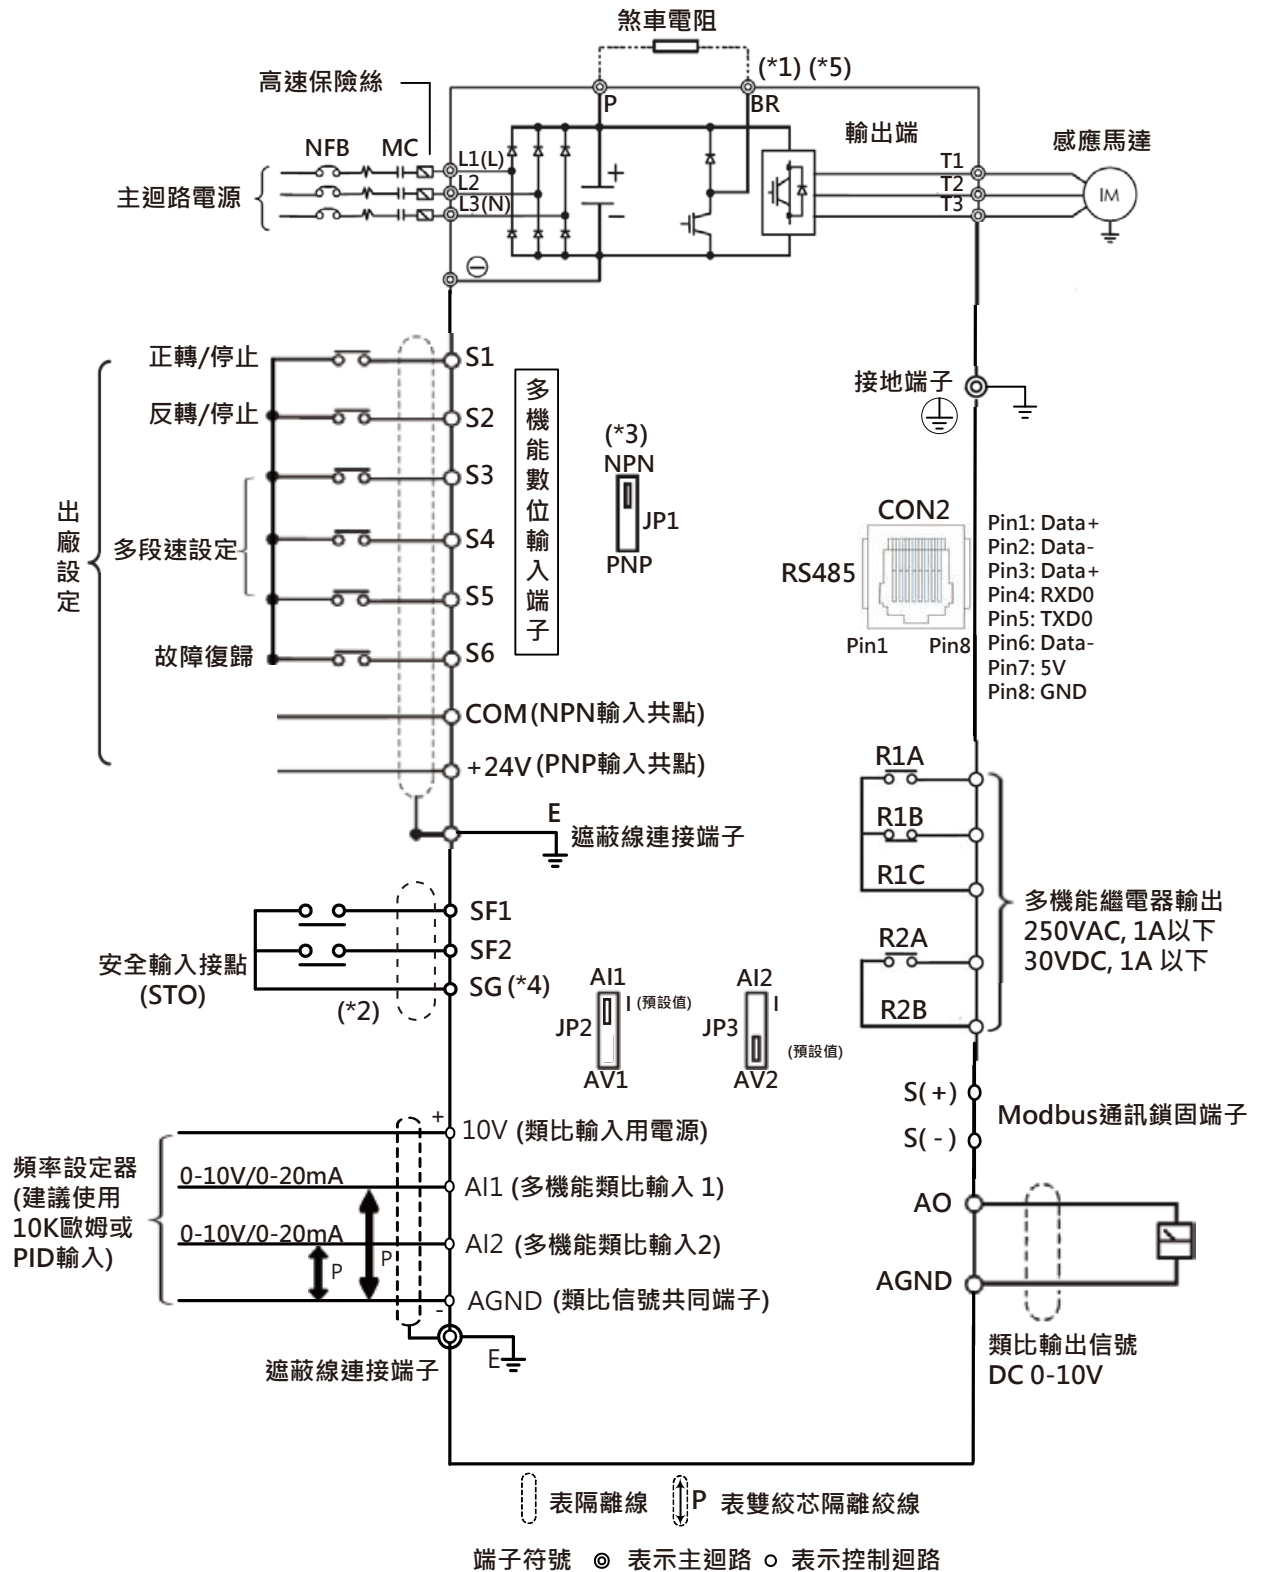 煞車電阻
(*1) (*5)
高速保險絲
P
BR
輸出端
感應馬達
NFB
MC
L1(L)
T1
主迴路電源
L2
T2
IM
L3(N)
T3
+
−
⊖
正轉/停止
S1
反轉/停止
S2
S3
多段速設定
S4
S5
故障復歸
S6
出廠設定
多機能數位輸入端子
(*3)
NPN
JP1
PNP
COM(NPN輸入共點)
+24V(PNP輸入共點)
E
遮蔽線連接端子
接地端子
CON2
RS485
Pin1
Pin8
Pin1: Data+
Pin2: Data-
Pin3: Data+
Pin4: RXD0
Pin5: TXD0
Pin6: Data-
Pin7: 5V
Pin8: GND
R1A
R1B
R1C
R2A
R2B
多機能繼電器輸出
250VAC, 1A以下
30VDC, 1A 以下
SF1
SF2
SG(*4)
安全輸入接點
(STO)
(*2)
AI1
I (預設值)
JP2
AV1
AI2
I
JP3
(預設值)
AV2
S(+)
S(-)
Modbus通訊鎖固端子
+
10V (類比輸入用電源)
0-10V/0-20mA
AI1 (多機能類比輸入 1)
0-10V/0-20mA
AI2 (多機能類比輸入2)
P
P
AGND (類比信號共同端子)
-
頻率設定器
(建議使用
10K歐姆或
PID輸入)
E
遮蔽線連接端子
AO
AGND
類比輸出信號
DC 0-10V
表隔離線
P 表雙絞芯隔離絞線
端子符號 ◎ 表示主迴路 ○ 表示控制迴路